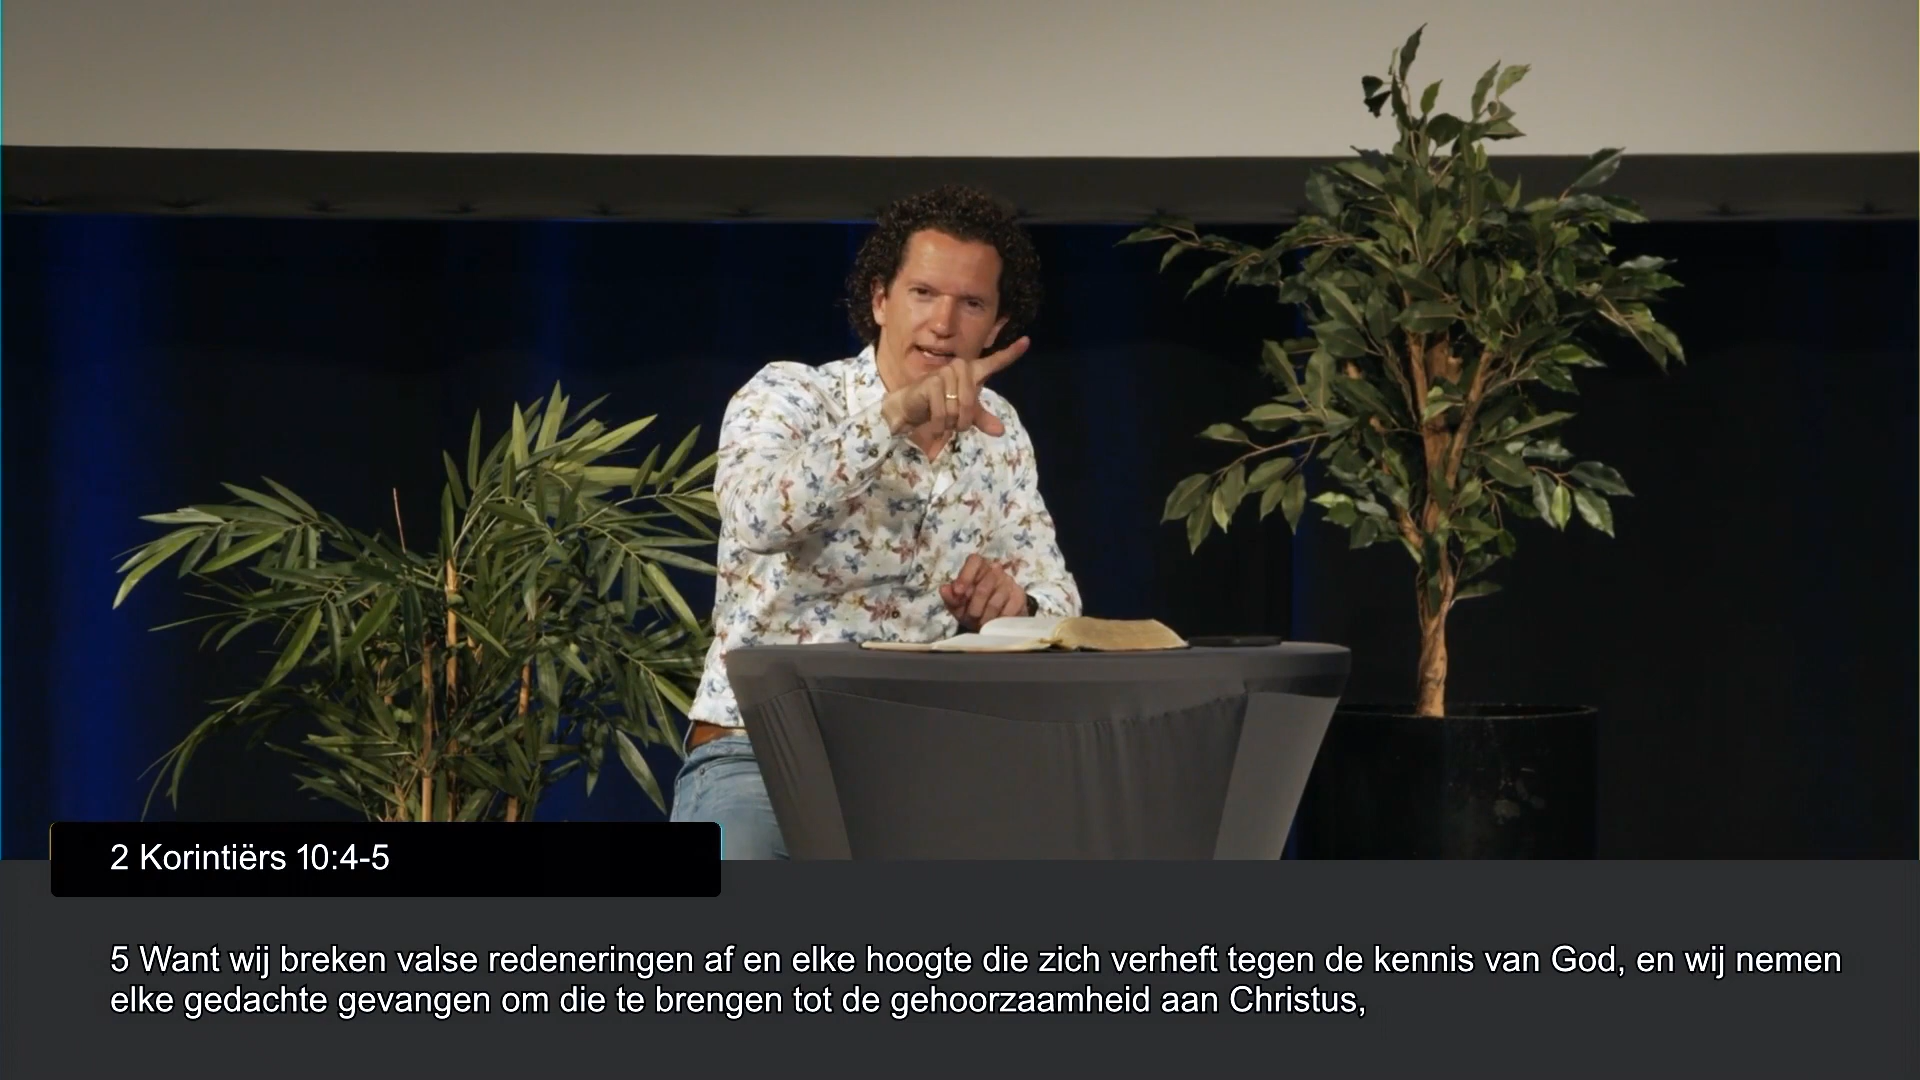 2 Korintiërs 10:4-5
5 Want wij breken valse redeneringen af en elke hoogte die zich verheft tegen de kennis van God, en wij nemen
elke gedachte gevangen om die te brengen tot de gehoorzaamheid aan Christus,